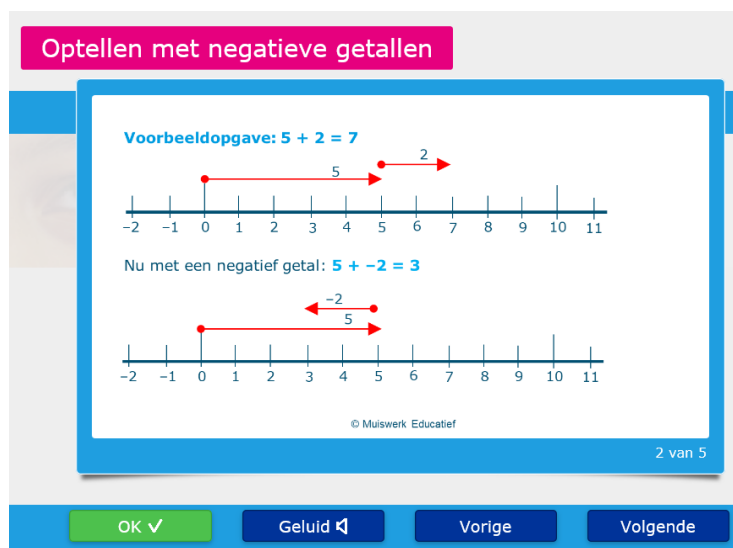 Optellen met negatieve getallen
Voorbeeldopgave: 5 + 2 = 7
2
5
–2 –1 0 1 2 3 4 5 6 7 8 9 10 11
Nu met een negatief getal: 5 + –2 = 3
–2
5
–2 –1 0 1 2 3 4 5 6 7 8 9 10 11
© Muiswerk Educatief
2 van 5
OK Geluid Vorige Volgende